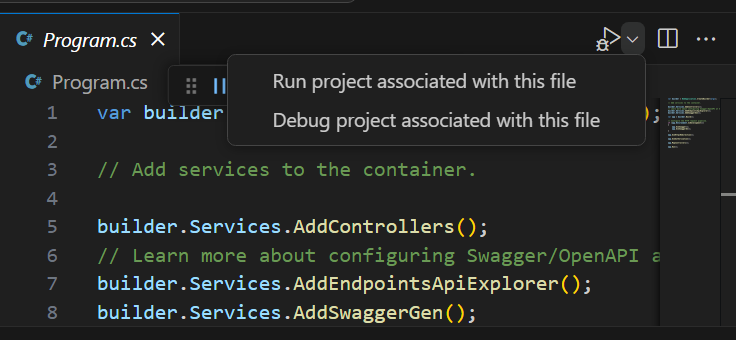 C# Program.cs
C# Program.cs
Run project associated with this file
Debug project associated with this file
1 var builder );
2
3 // Add services to the container.
4
5 builder.Services.AddControllers();
6 // Learn more about configuring Swagger/OpenAPI a
7 builder.Services.AddEndpointsApiExplorer();
8 builder.Services.AddSwaggerGen();